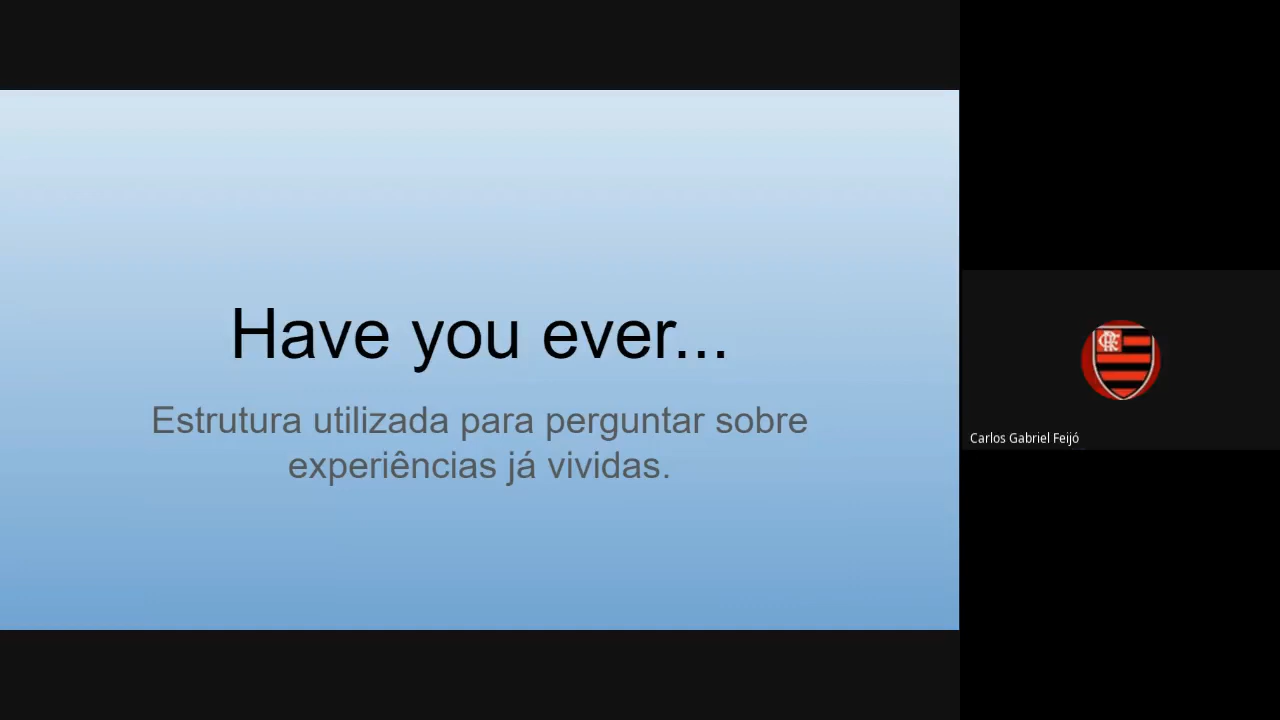 Have you ever...
Estrutura utilizada para perguntar sobre
experiências já vividas.
Carlos Gabriel Feijó